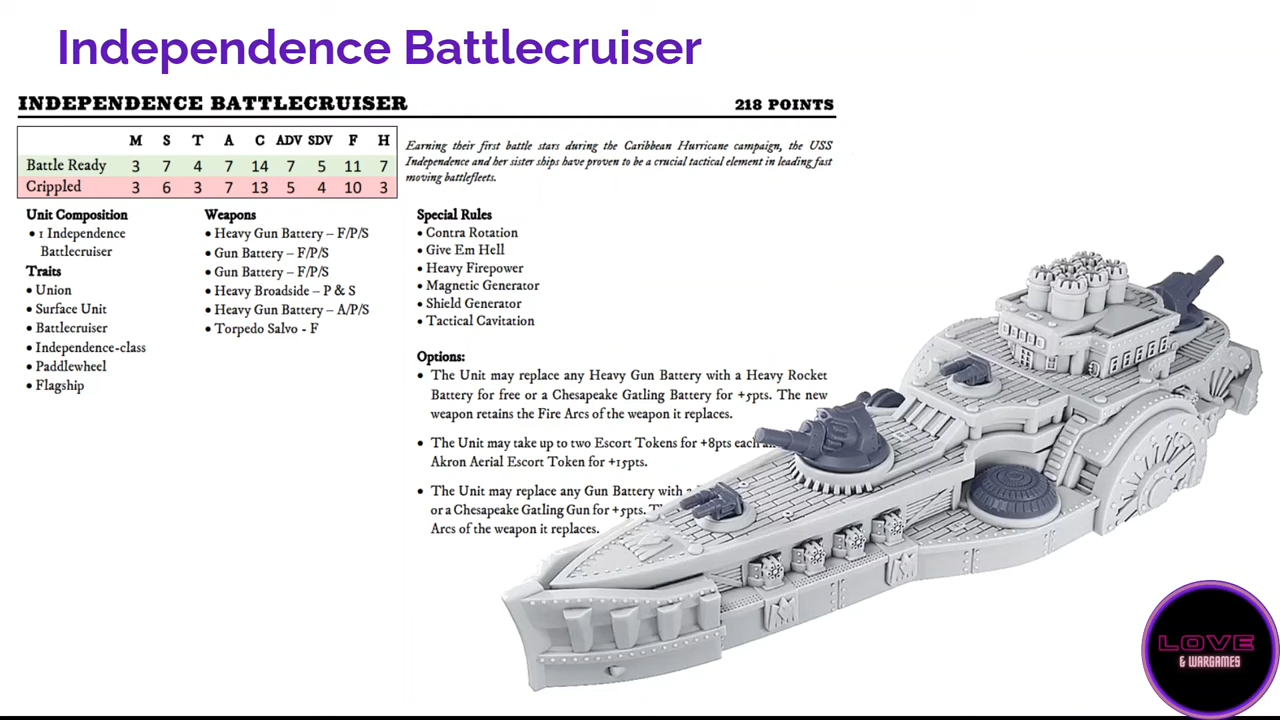 Independence Battlecruiser
INDEPENDENCE BATTLECRUISER 218 POINTS
M S T A C ADV SDV F H
Battle Ready 3 7 4 7 14 7 5 11 7
Crippled 3 6 3 7 13 5 4 10 3
Earning their first battle stars during the Caribbean Hurricane campaign, the USS
Independence and her sister ships have proven to be a crucial tactical element in leading fast
moving battlefleets.
Unit Composition
• 1 Independence
Battlecruiser
Traits
• Union
• Surface Unit
• Battlecruiser
• Independence-class
• Paddlewheel
• Flagship
Weapons
• Heavy Gun Battery – F/P/S
• Gun Battery – F/P/S
• Gun Battery – F/P/S
• Heavy Broadside – P & S
• Heavy Gun Battery – A/P/S
• Torpedo Salvo - F
Special Rules
• Contra Rotation
• Give Em Hell
• Heavy Firepower
• Magnetic Generator
• Shield Generator
• Tactical Cavitation
Options:
• The Unit may replace any Heavy Gun Battery with a Heavy Rocket
Battery for free or a Chesapeake Gatling Battery for +5pts. The new
weapon retains the Fire Arcs of the weapon it replaces.
• The Unit may take up to two Escort Tokens for +8pts each
Akron Aerial Escort Token for +15pts.
• The Unit may replace any Gun Battery with a
or a Chesapeake Gatling Gun for +5pts.
Arcs of the weapon it replaces.
LOVE
& WARGAMES